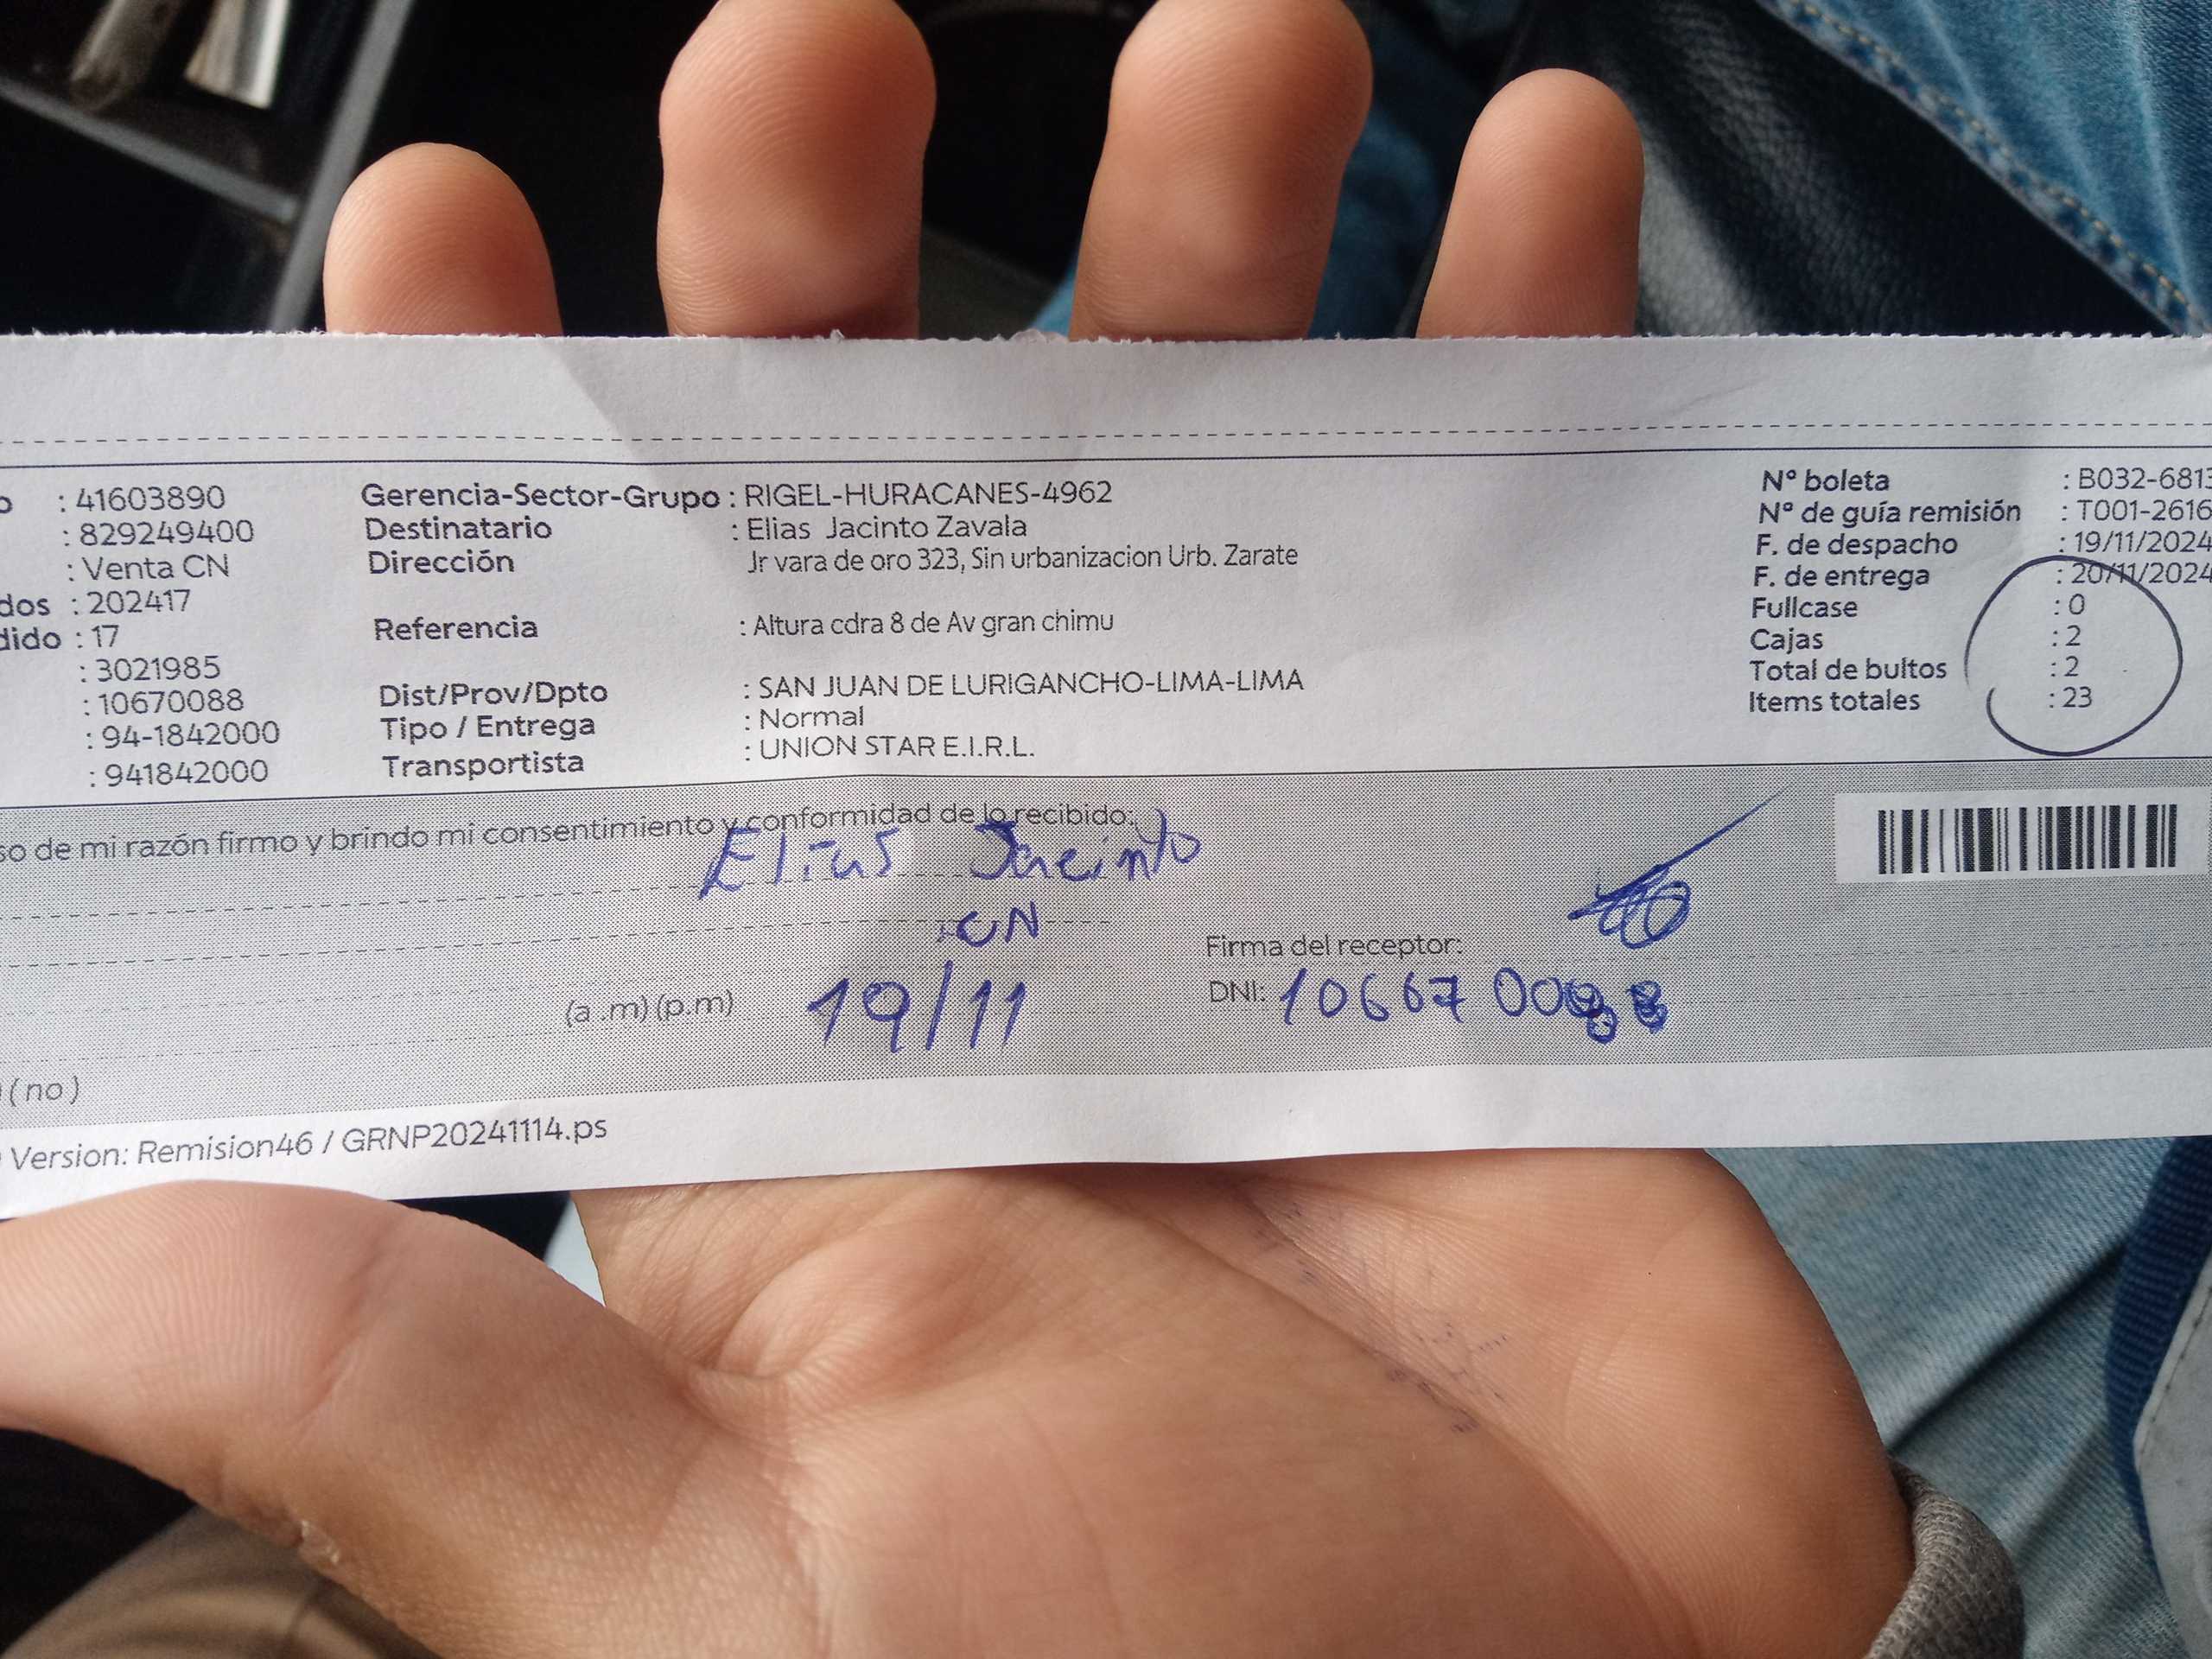 o : 41603890
: 829249400
: Venta CN
dos : 202417
dido : 17
: 3021985
: 10670088
: 94-1842000
: 941842000
Gerencia-Sector-Grupo : RIGEL-HURACANES-4962
Destinatario : Elias Jacinto Zavala
Dirección Jr vara de oro 323, Sin urbanizacion Urb. Zarate
Referencia : Altura cdra 8 de Av gran chimu
Dist/Prov/Dpto : SAN JUAN DE LURIGANCHO-LIMA-LIMA
Tipo / Entrega : Normal
Transportista : UNION STAR E.I.R.L.
Nº boleta : B032-6813
Nº de guía remisión : T001-2616
F. de despacho : 19/11/2024
F. de entrega : 20/11/2024
Fullcase : 0
Cajas : 2
Total de bultos : 2
Items totales : 23
so de mi razón firmo y brindo mi consentimiento y conformidad de lo recibido:
Elias Jacinto
CN
Firma del receptor:
(a .m) (p.m) 19/11
DNI:
(no)
Version: Remision46 / GRNP20241114.ps